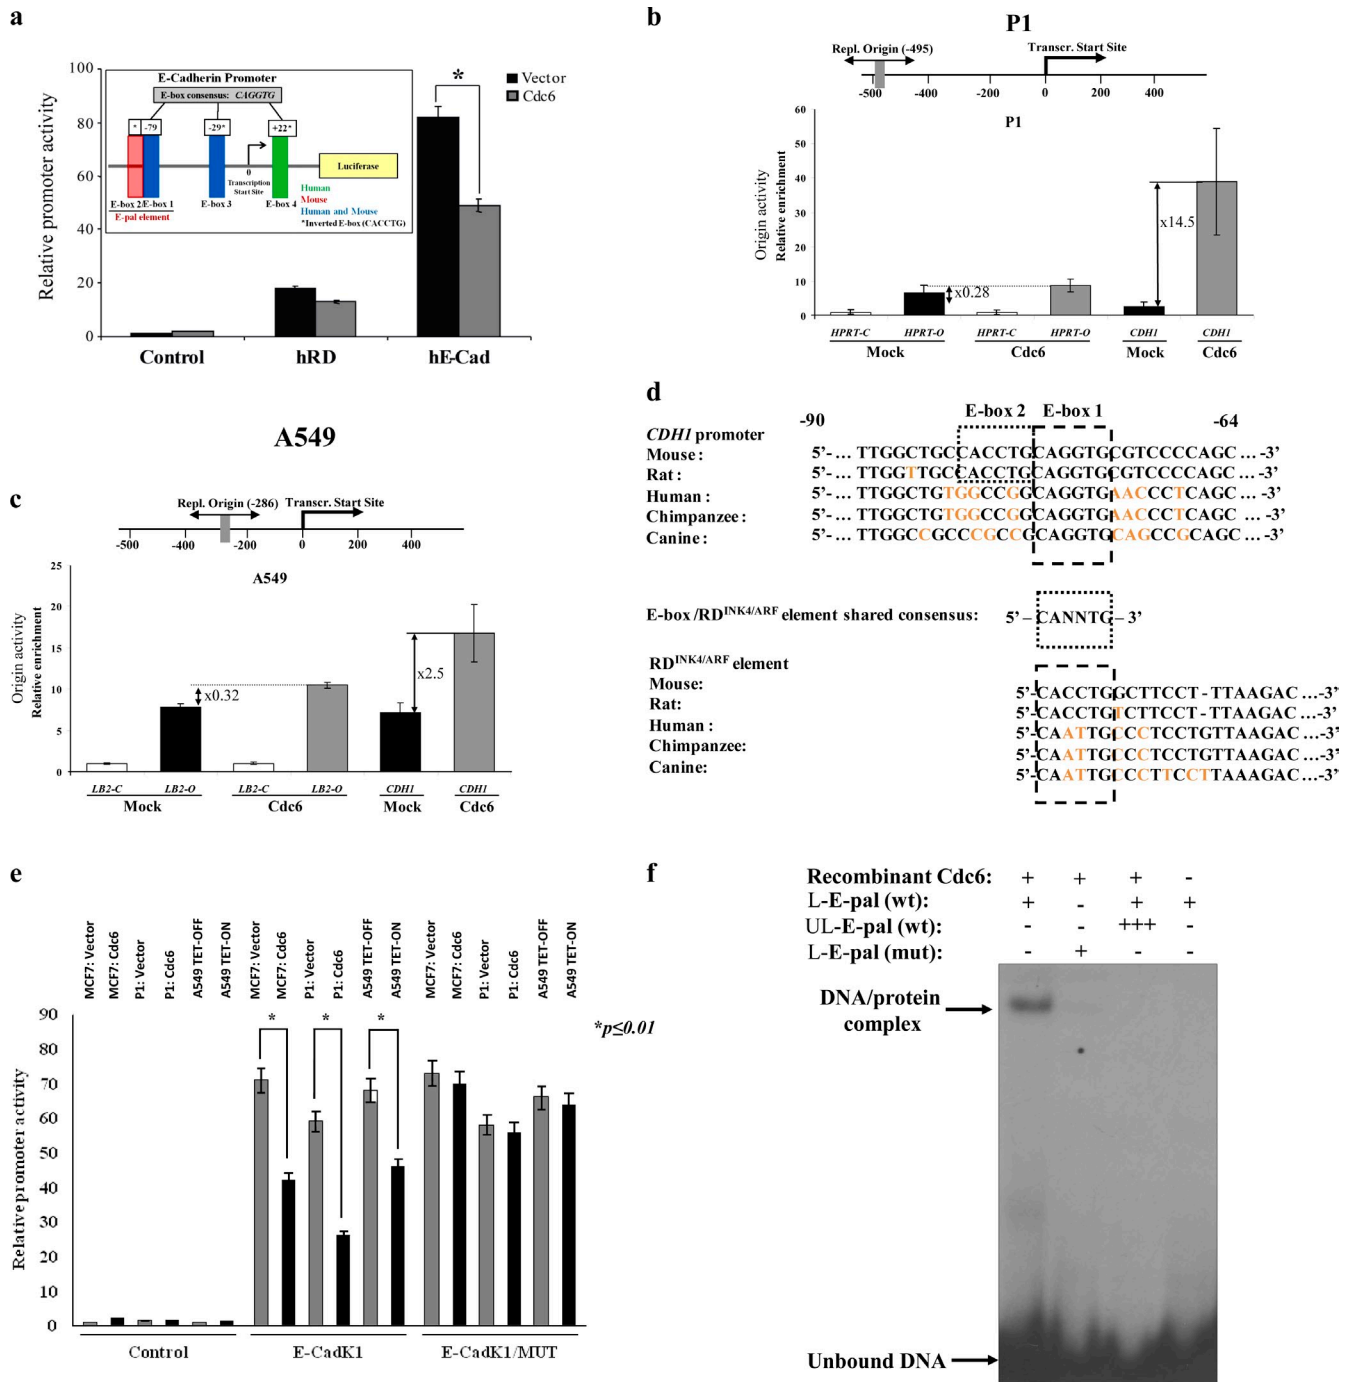 a
100
80
60
40
20
0
Relative promoter activity
E-Cadherin Promoter
E-box consensus: CAGGTG
* -79 -29* +22*
0
Transcription
Start Site
Luciferase
E-box 2/E-box 1 E-box 3 E-box 4
E-pal element
Human
Mouse
Human and Mouse
*Inverted E-box (CACCTG)
*
Vector
Cdc6
Control hRD hE-Cad
b
P1
Repl. Origin (-495) Transcr. Start Site
-500 -400 -200 0 200 400
P1
60
50
40
30
20
10
0
Origin activity
Relative enrichment
x0.28
x14.5
HPRT-C HPRT-O HPRT-C HPRT-O CDH1 CDH1
Mock Cdc6 Mock Cdc6
A549
c
Repl. Origin (-286) Transcr. Start Site
-500 -400 -200 0 200 400
A549
25
20
15
10
5
0
Origin activity
Relative enrichment
x0.32
x2.5
LB2-C LB2-O LB2-C LB2-O CDH1 CDH1
Mock Cdc6 Mock Cdc6
d
E-box 2 E-box 1
-90 -64
CDH1 promoter
Mouse: 5'-... TTGGCTGCCACCTGCAGGTGCGTCCCCAGC ...-3'
Rat: 5'-... TTGGTTGCCACCTGCAGGTGCGTCCCCAGC ...-3'
Human: 5'-... TTGGCTGTGGCCGGCAGGTGAACCCTCAGC ...-3'
Chimpanzee: 5'-... TTGGCTGTGGCCGGCAGGTGAACCCTCAGC ...-3'
Canine: 5'-... TTGGCCGCCCGCCGCAGGTGCAGCCGCAGC ...-3'
E-box/RDINK4/ARF element shared consensus: 5'–CANNTG–3'
RDINK4/ARF element
Mouse: 5'-CACCTGGCTTCCT-TTAAGAC...-3'
Rat: 5'-CACCTGTCTTCCT-TTAAGAC...-3'
Human: 5'-CAATTGCCCTCCTGTTAAGAC...-3'
Chimpanzee: 5'-CAATTGCCCTCCTGTTAAGAC...-3'
Canine: 5'-CAATTGCCCTTCCTTAAAGAC...-3'
e
MCF7: Vector
MCF7: Cdc6
P1: Vector
P1: Cdc6
A549 TET-OFF
A549 TET-ON
MCF7: Vector
MCF7: Cdc6
P1: Vector
P1: Cdc6
A549 TET-OFF
A549 TET-ON
MCF7: Vector
MCF7: Cdc6
P1: Vector
P1: Cdc6
A549 TET-OFF
A549 TET-ON
90
80
70
60
50
40
30
20
10
0
Relative promoter activity
* * *
*p≤0.01
Control E-CadK1 E-CadK1/MUT
f
Recombinant Cdc6: + + + -
L-E-pal (wt): + - + +
UL-E-pal (wt): - - +++ -
L-E-pal (mut): - + - -
DNA/protein
complex
Unbound DNA